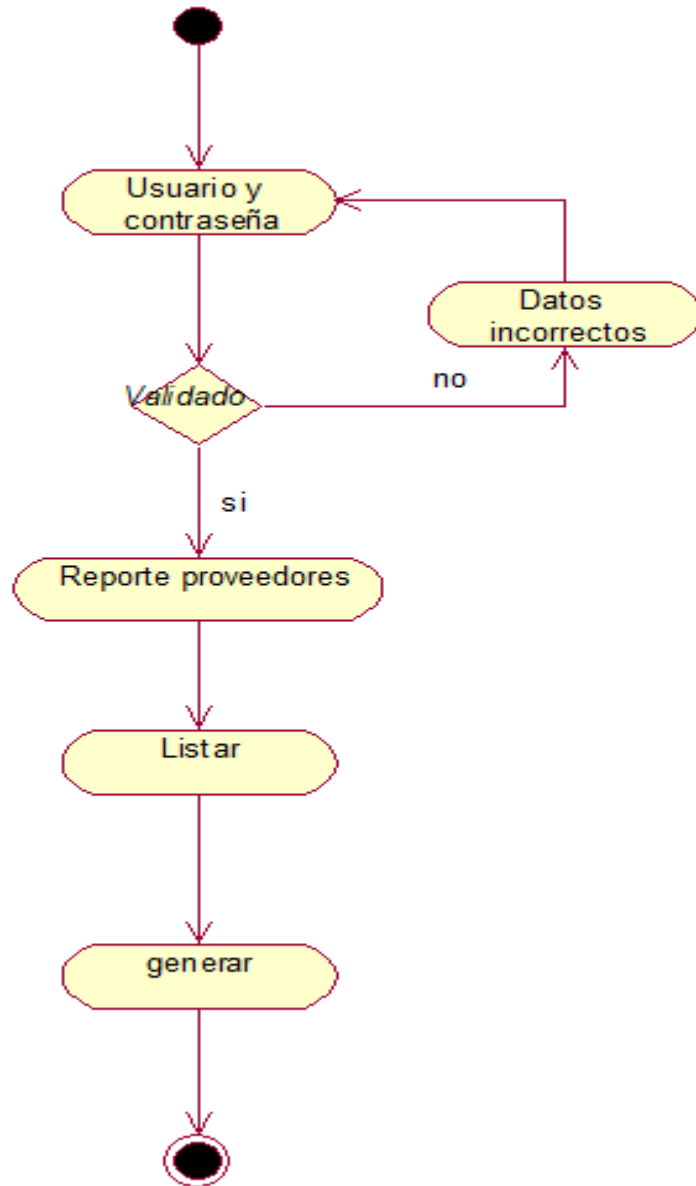 Usuario y
contraseña
Datos
incorrectos
Validado
no
si
Reporte proveedores
Listar
generar